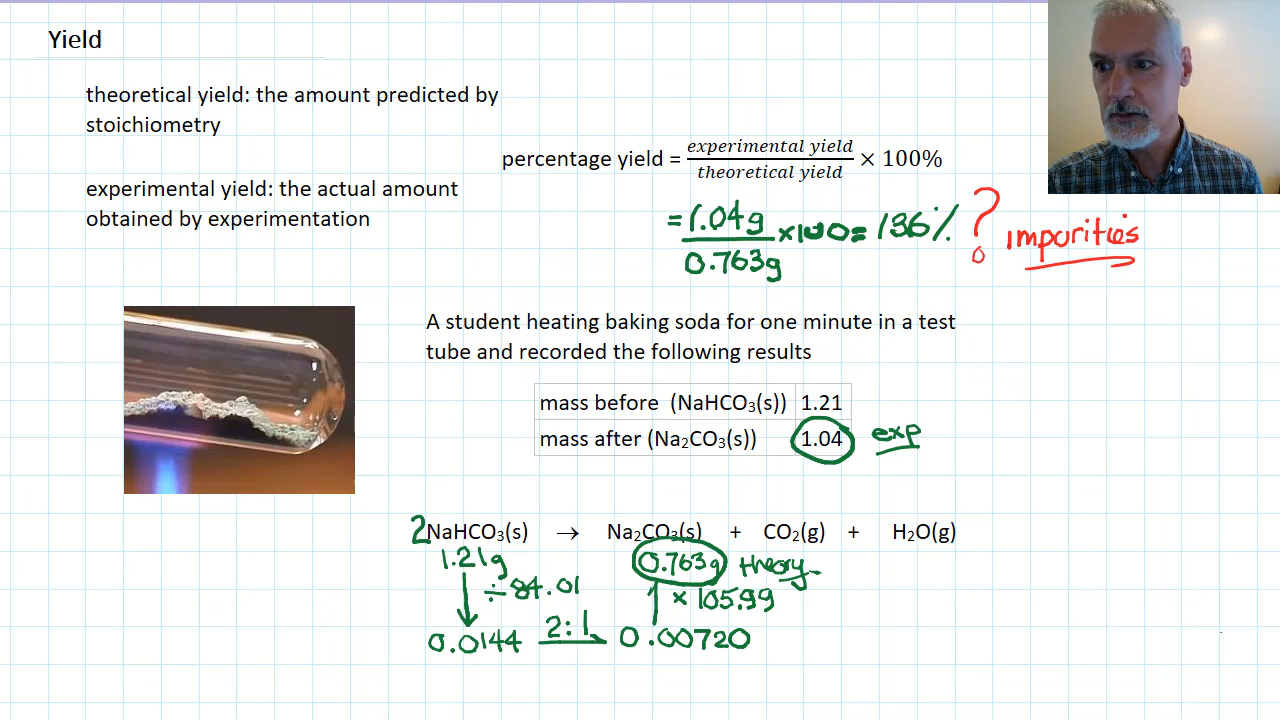 Yield
theoretical yield: the amount predicted by
stoichiometry
experimental yield: the actual amount
obtained by experimentation
percentage yield = experimental yield / theoretical yield × 100%
= 1.04g / 0.763g ×100 = 136% ? impurities
A student heating baking soda for one minute in a test
tube and recorded the following results
mass before (NaHCO₃(s)) 1.21
mass after (Na₂CO₃(s)) 1.04 exp
2NaHCO₃(s) → Na₂CO₃(s) + CO₂(g) + H₂O(g)
1.21g 0.763g theory
÷ 84.01 × 105.99
0.0144 2:1 0.00720